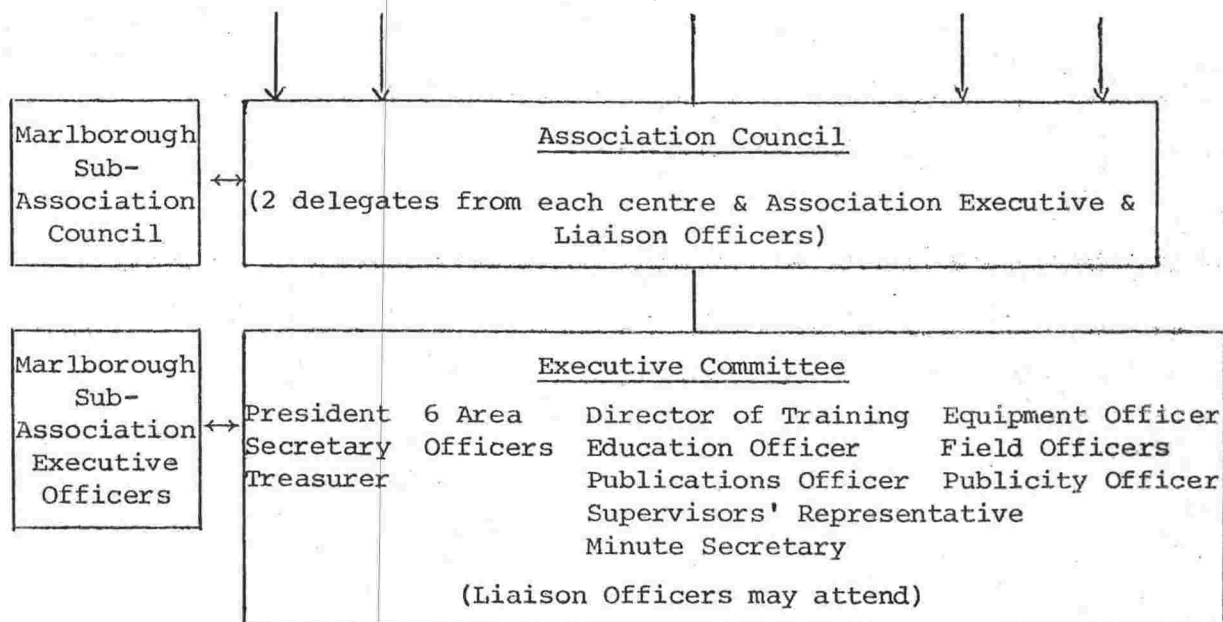 Marlborough
Sub-
Association
Council
Association Council
(2 delegates from each centre & Association Executive &
Liaison Officers)
Marlborough
Sub-
Association
Executive
Officers
Executive Committee
President 6 Area Director of Training Equipment Officer
Secretary Officers Education Officer Field Officers
Treasurer Publications Officer Publicity Officer
Supervisors' Representative
Minute Secretary
(Liaison Officers may attend)